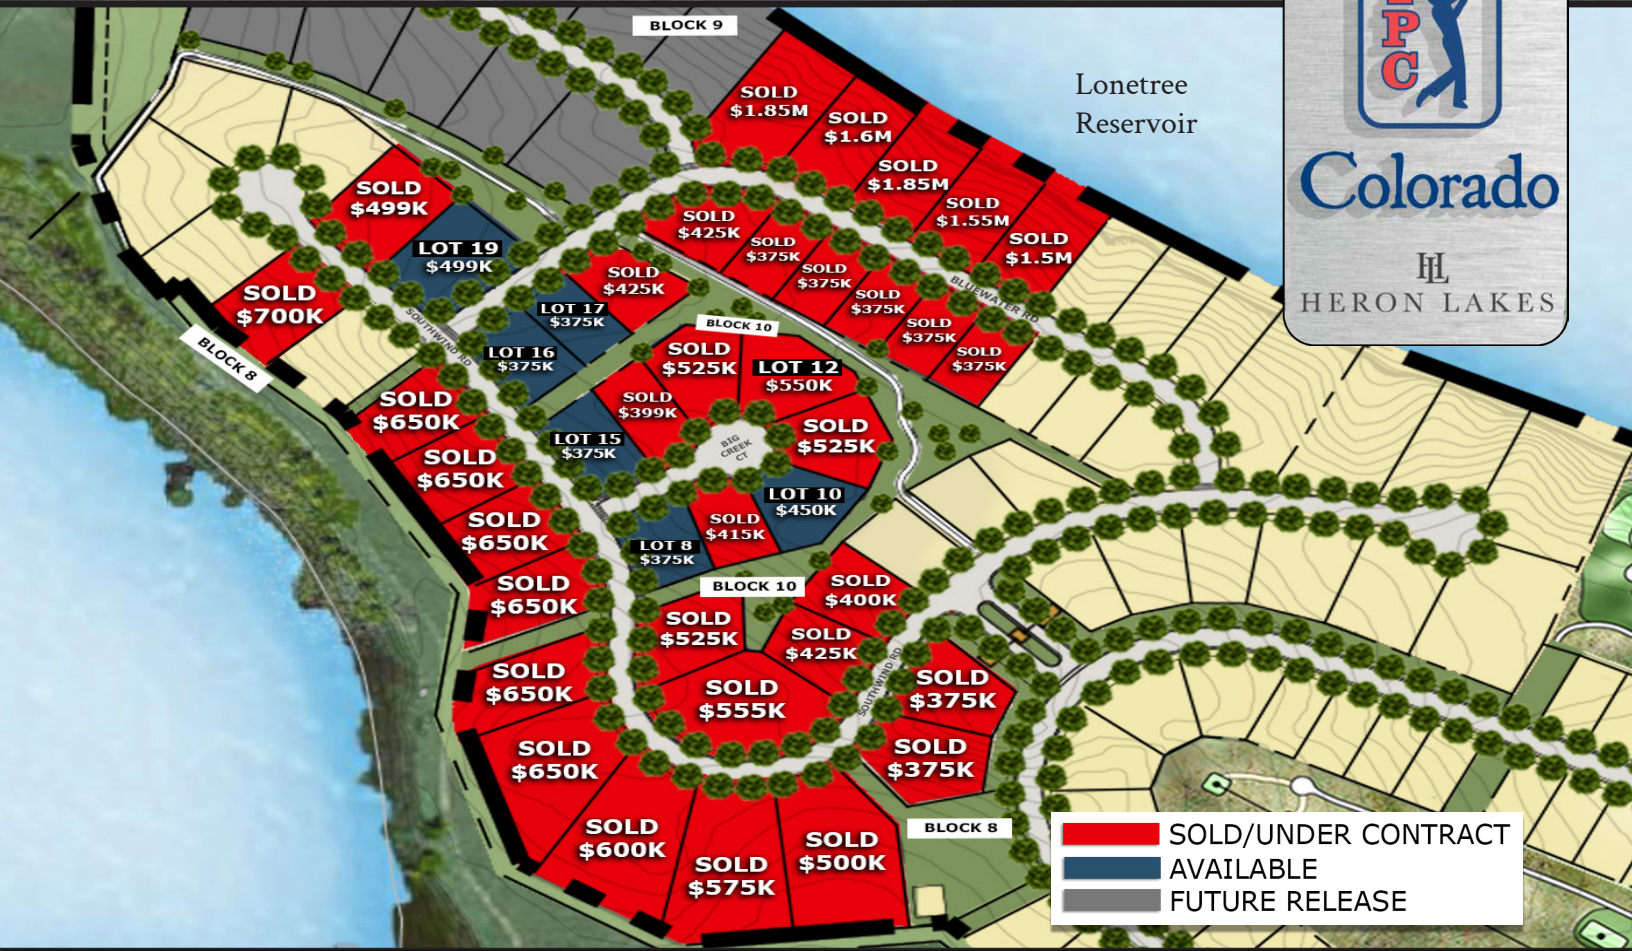 BLOCK 9
PC
Colorado
HL
HERON LAKES
Lonetree
Reservoir
SOLD
$1.85M
SOLD
$1.6M
SOLD
$1.85M
SOLD
$1.55M
SOLD
$1.5M
SOLD
$499K
LOT 19
$499K
SOLD
$425K
SOLD
$375K
SOLD
$375K
SOLD
$375K
SOLD
$375K
SOLD
$375K
BLUEWATER RD
SOLD
$700K
SOLD
$425K
LOT 17
$375K
LOT 16
$375K
SOUTHWIND RD
BLOCK 8
BLOCK 10
SOLD
$525K
LOT 12
$550K
SOLD
$399K
SOLD
$525K
LOT 15
$375K
BIG
CREEK
CT
LOT 10
$450K
SOLD
$415K
LOT 8
$375K
BLOCK 10
SOLD
$650K
SOLD
$650K
SOLD
$650K
SOLD
$650K
SOLD
$650K
SOLD
$650K
SOLD
$600K
SOLD
$575K
SOLD
$500K
SOLD
$525K
SOLD
$555K
SOLD
$425K
SOLD
$400K
SOUTHWIND RD
SOLD
$375K
SOLD
$375K
BLOCK 8
SOLD/UNDER CONTRACT
AVAILABLE
FUTURE RELEASE